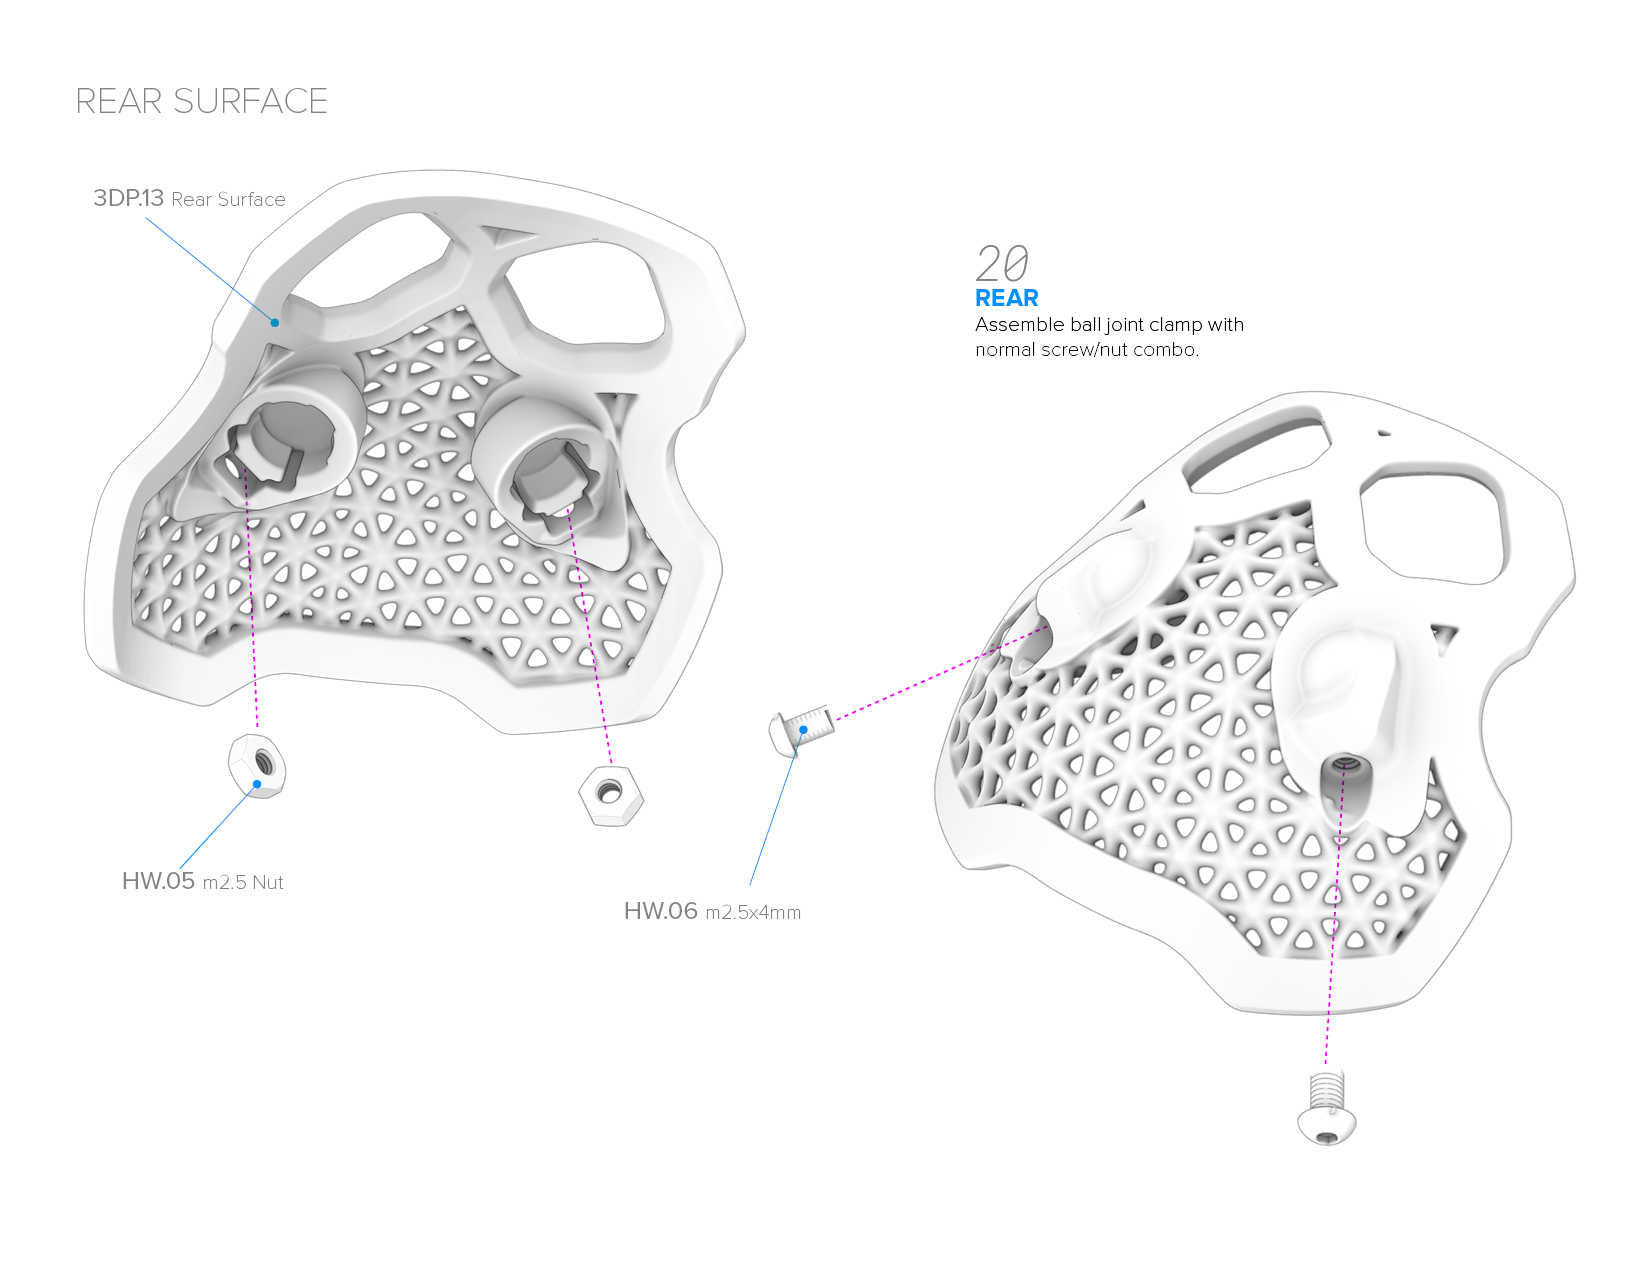 REAR SURFACE
3DP.13 Rear Surface
20
REAR
Assemble ball joint clamp with
normal screw/nut combo.
HW.05 m2.5 Nut
HW.06 m2.5x4mm